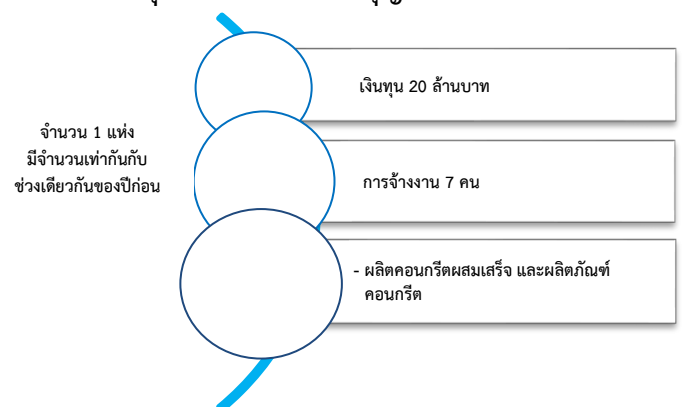 จำนวน 1 แห่ง
มีจำนวนเท่ากันกับ
ช่วงเดียวกันของปีก่อน
เงินทุน 20 ล้านบาท
การจ้างงาน 7 คน
- ผลิตคอนกรีตผสมเสร็จ และผลิตภัณฑ์
คอนกรีต